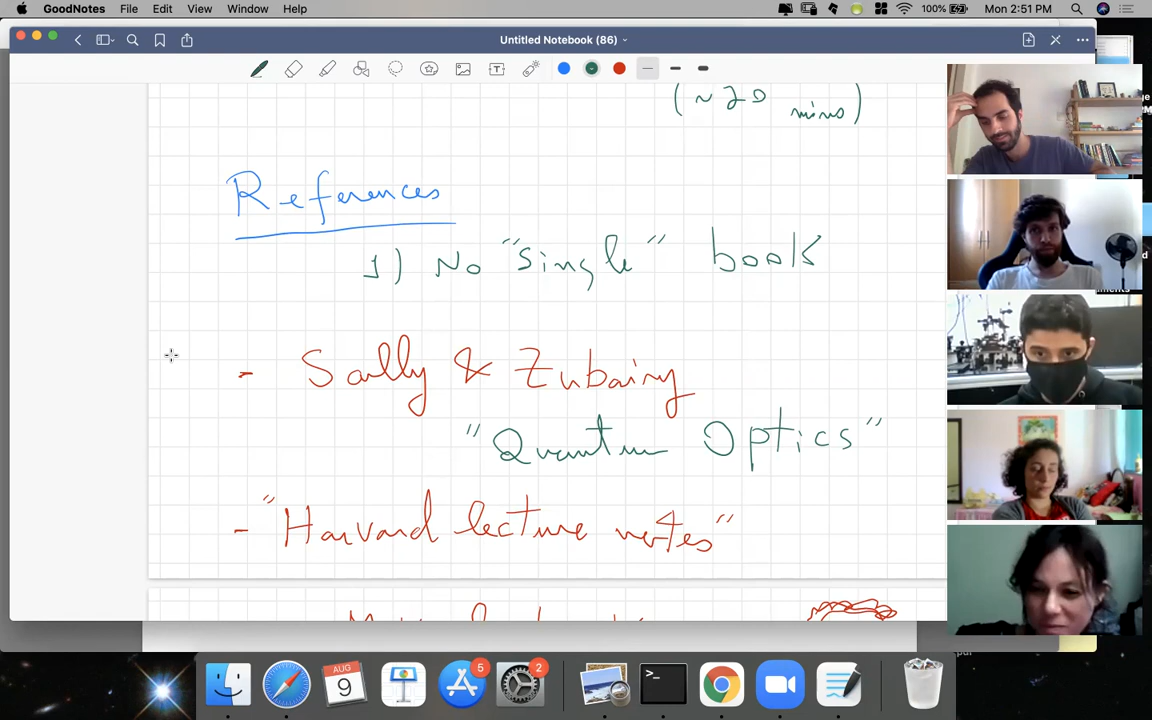 GoodNotes File Edit View Window Help 100% Mon 2:51 PM
Untitled Notebook (86)
(~20 mins)
References
1) No "single" book
- Sally & Zubairy
"Quantum Optics"
- "Harvard lecture notes"
AUG
9
5
2